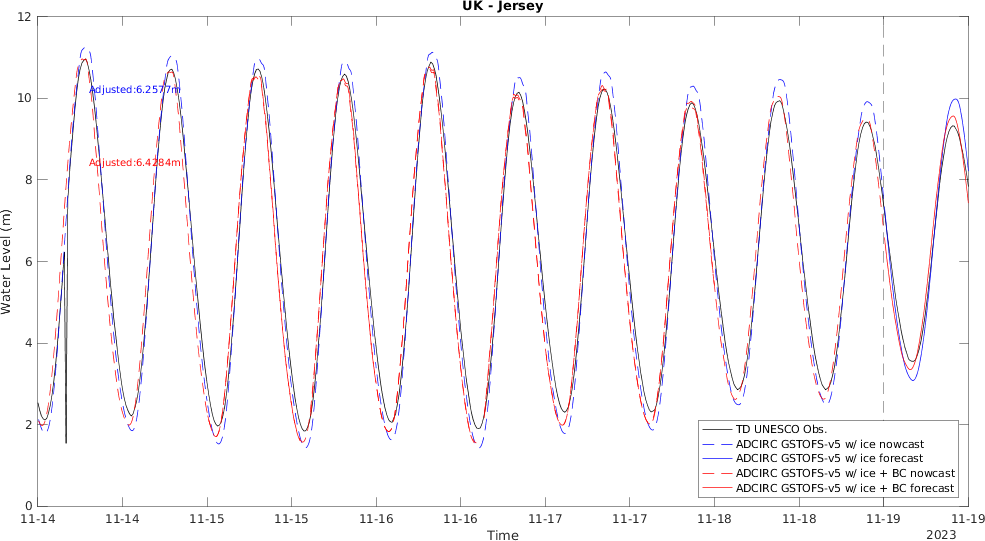 UK - Jersey
12
10
8
6
4
2
0
Water Level (m)
Adjusted:6.2577m
Adjusted:6.4284m
TD UNESCO Obs.
ADCIRC GSTOFS-v5 w/ ice nowcast
ADCIRC GSTOFS-v5 w/ ice forecast
ADCIRC GSTOFS-v5 w/ ice + BC nowcast
ADCIRC GSTOFS-v5 w/ ice + BC forecast
11-14 11-14 11-15 11-15 11-16 11-16 11-17 11-17 11-18 11-18 11-19 11-19
Time
2023